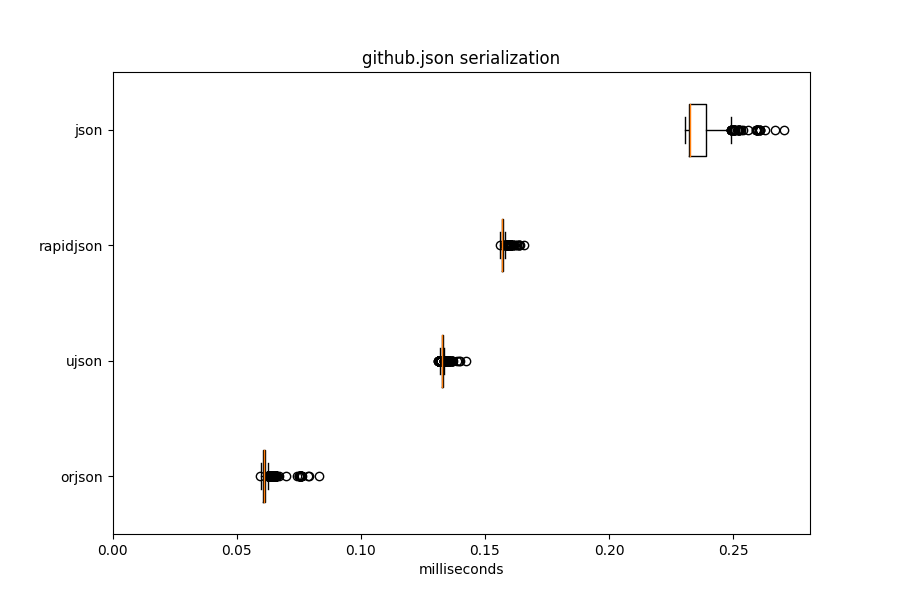 github.json serialization
json
rapidjson
ujson
orjson
0.00 0.05 0.10 0.15 0.20 0.25
milliseconds